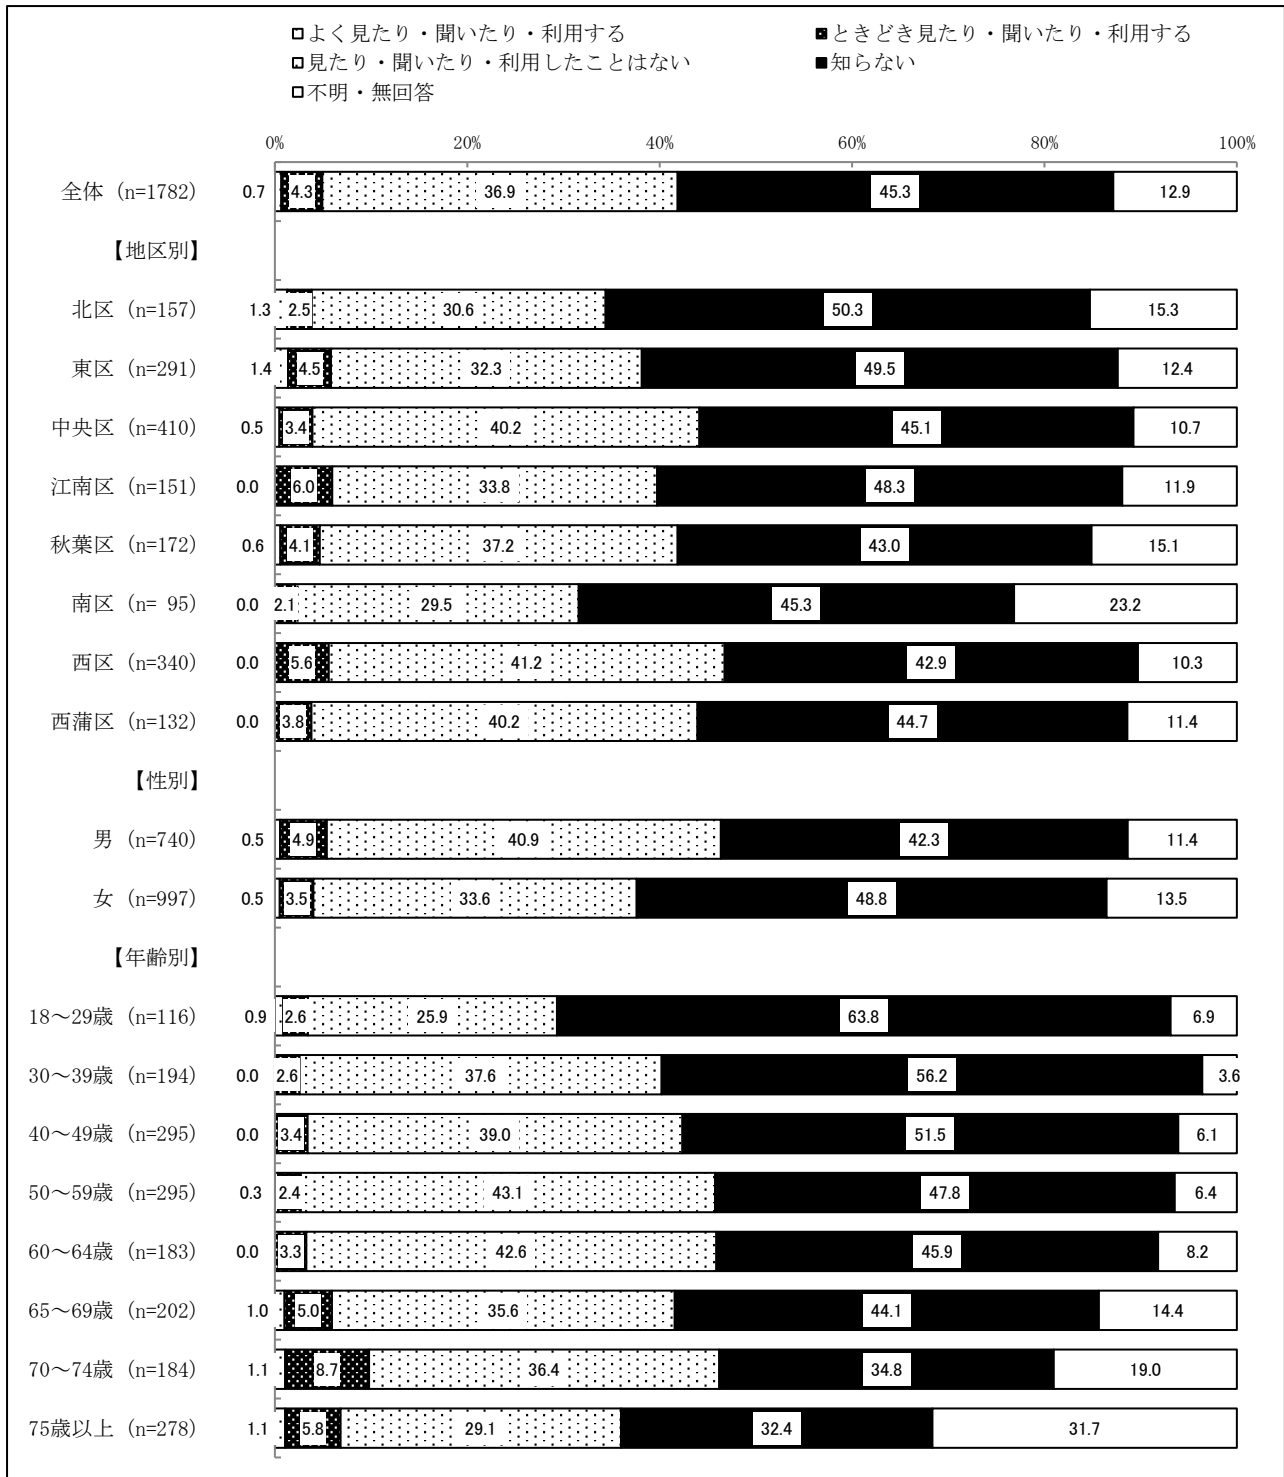 よく見たり・聞いたり・利用する ときどき見たり・聞いたり・利用する
見たり・聞いたり・利用したことはない 知らない
不明・無回答
0% 20% 40% 60% 80% 100%
全体 (n=1782) 0.7 4.3 36.9 45.3 12.9
【地区別】
北区 (n=157) 1.3 2.5 30.6 50.3 15.3
東区 (n=291) 1.4 4.5 32.3 49.5 12.4
中央区 (n=410) 0.5 3.4 40.2 45.1 10.7
江南区 (n=151) 0.0 6.0 33.8 48.3 11.9
秋葉区 (n=172) 0.6 4.1 37.2 43.0 15.1
南区 (n= 95) 0.0 2.1 29.5 45.3 23.2
西区 (n=340) 0.0 5.6 41.2 42.9 10.3
西蒲区 (n=132) 0.0 3.8 40.2 44.7 11.4
【性別】
男 (n=740) 0.5 4.9 40.9 42.3 11.4
女 (n=997) 0.5 3.5 33.6 48.8 13.5
【年齢別】
18～29歳 (n=116) 0.9 2.6 25.9 63.8 6.9
30～39歳 (n=194) 0.0 2.6 37.6 56.2 3.6
40～49歳 (n=295) 0.0 3.4 39.0 51.5 6.1
50～59歳 (n=295) 0.3 2.4 43.1 47.8 6.4
60～64歳 (n=183) 0.0 3.3 42.6 45.9 8.2
65～69歳 (n=202) 1.0 5.0 35.6 44.1 14.4
70～74歳 (n=184) 1.1 8.7 36.4 34.8 19.0
75歳以上 (n=278) 1.1 5.8 29.1 32.4 31.7